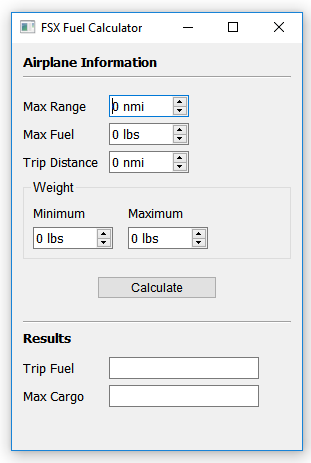 FSX Fuel Calculator
Airplane Information
Max Range 0 nmi
Max Fuel 0 lbs
Trip Distance 0 nmi
Weight
Minimum Maximum
0 lbs 0 lbs
Calculate
Results
Trip Fuel
Max Cargo